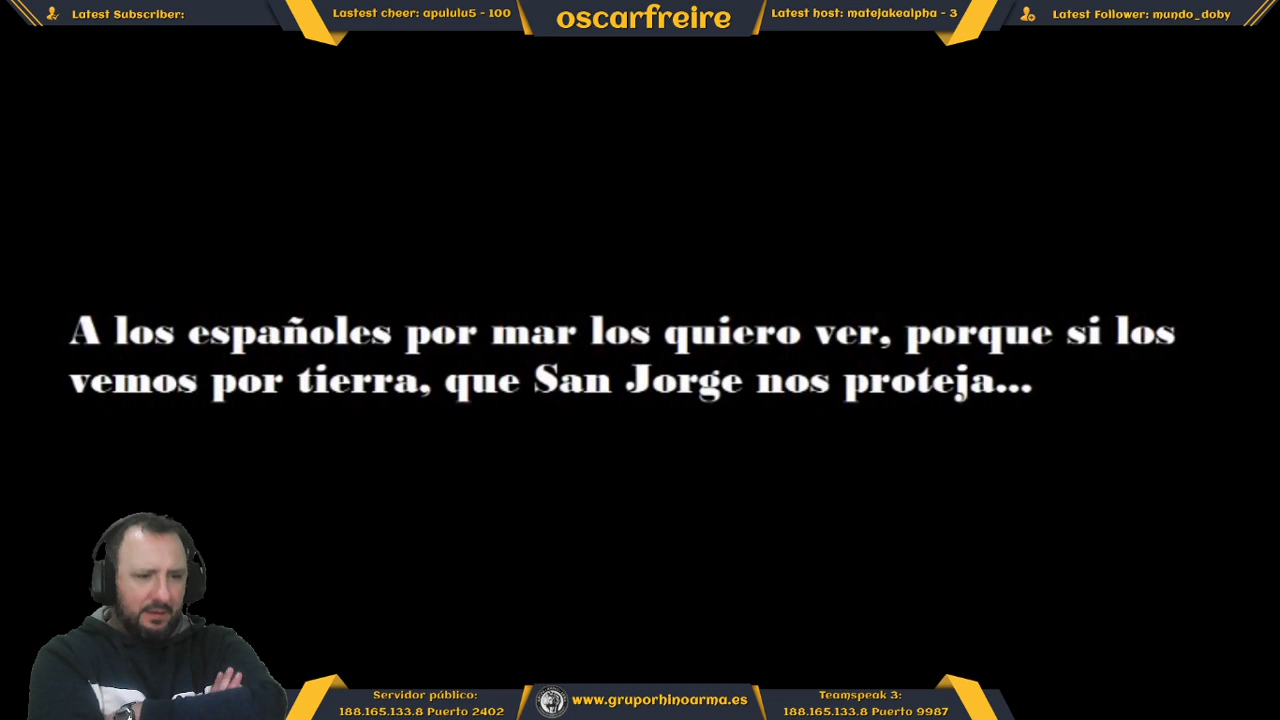 Latest Subscriber:
Lastest cheer: apululu5 - 100
oscarfreire
Latest host: matejakealpha - 3
Latest Follower: mundo_doby
A los españoles por mar los quiero ver, porque si los
vemos por tierra, que San Jorge nos proteja...
Servidor público:
188.165.133.8 Puerto 2402
www.gruporhinoarma.es
Teamspeak 3:
188.165.133.8 Puerto 9987